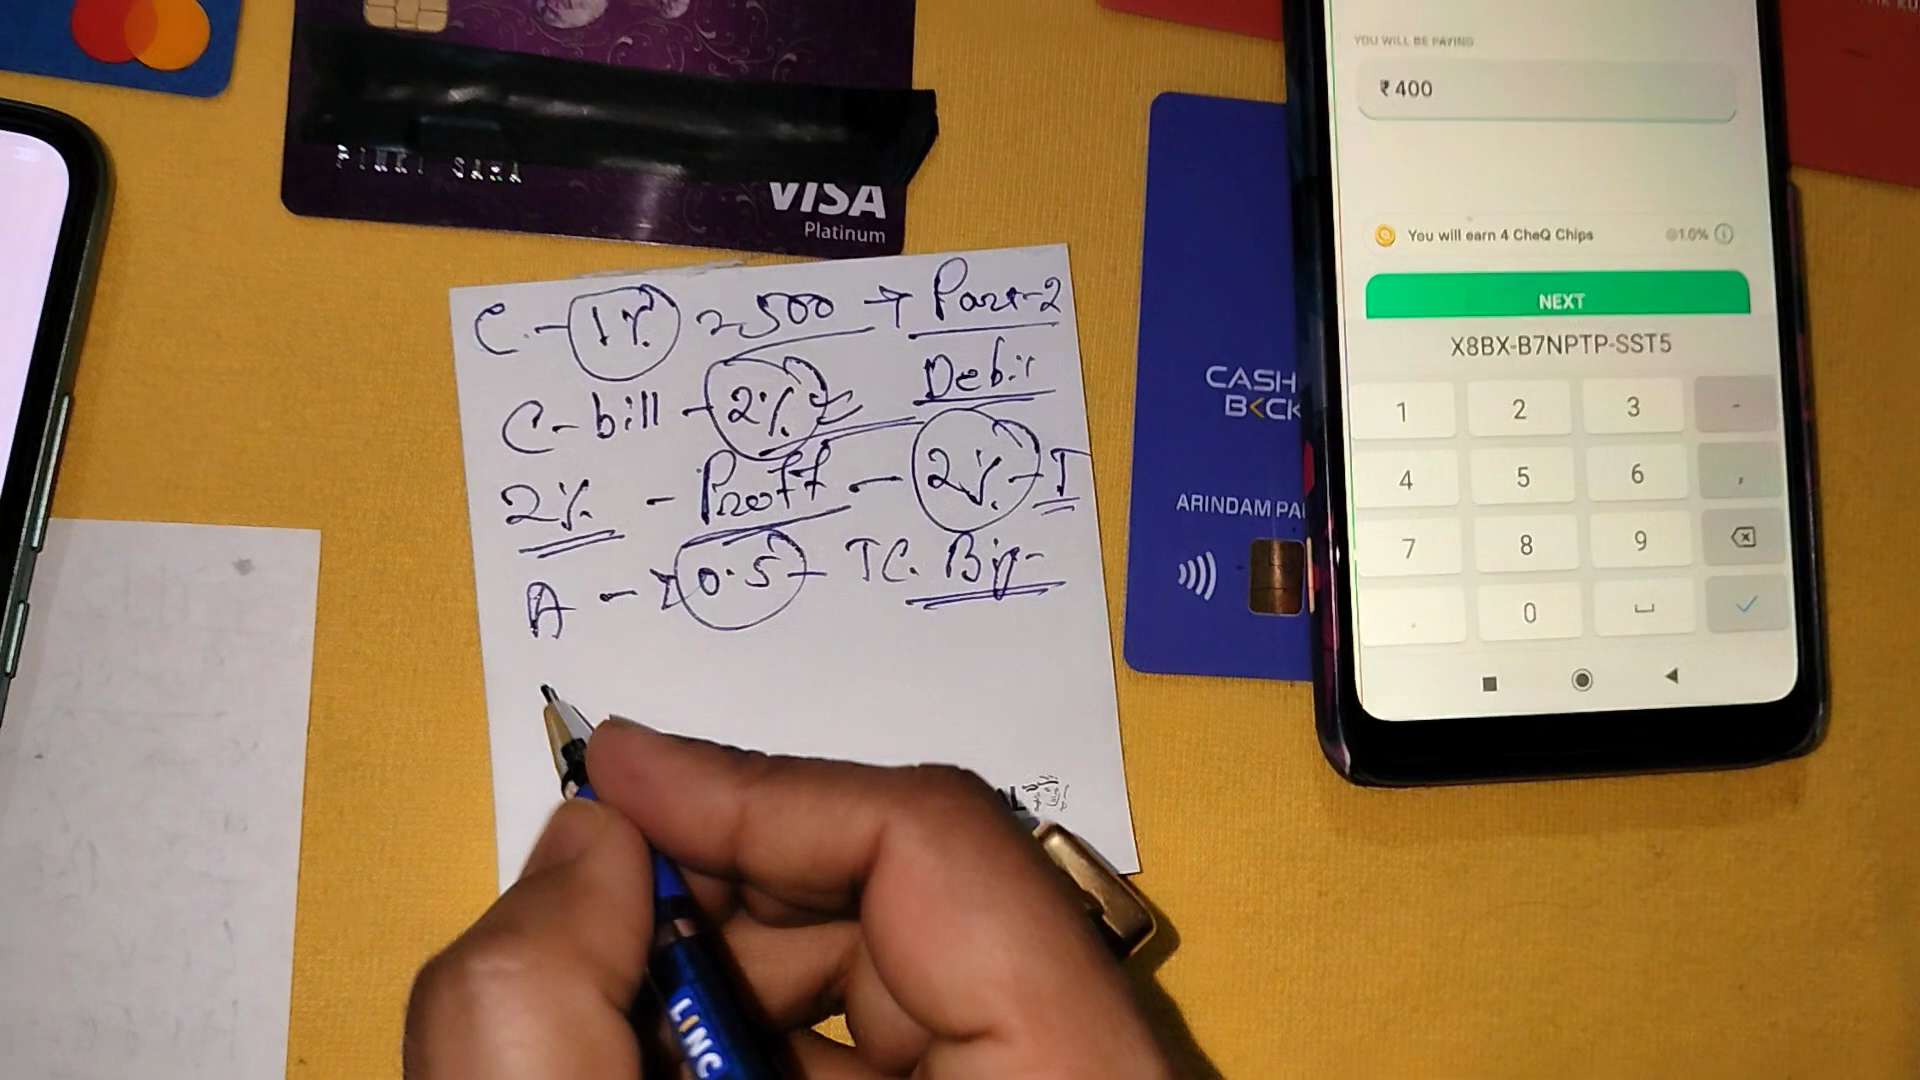 PINKI SAHA
VISA
Platinum
C - 1% 2500 → Part-2
C-bill - 2% Debit
2% - Profit - 2% - I
A - 0.5 - TC. Big-
LINC
CASH
BACK
ARINDAM PA
YOU WILL BE PAYING
₹ 400
You will earn 4 CheQ Chips @1.0%
NEXT
X8BX-B7NPTP-SST5
1 2 3 -
4 5 6 ,
7 8 9
. 0